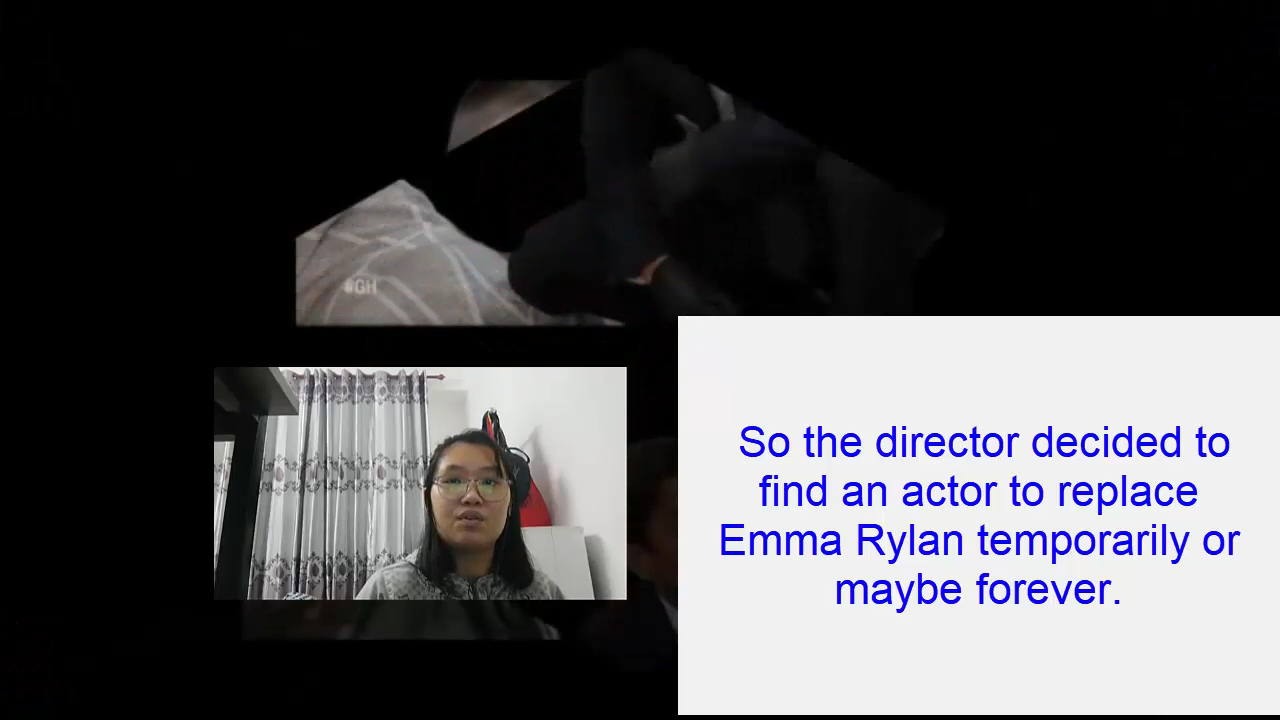 #GH
So the director decided to
find an actor to replace
Emma Rylan temporarily or
maybe forever.